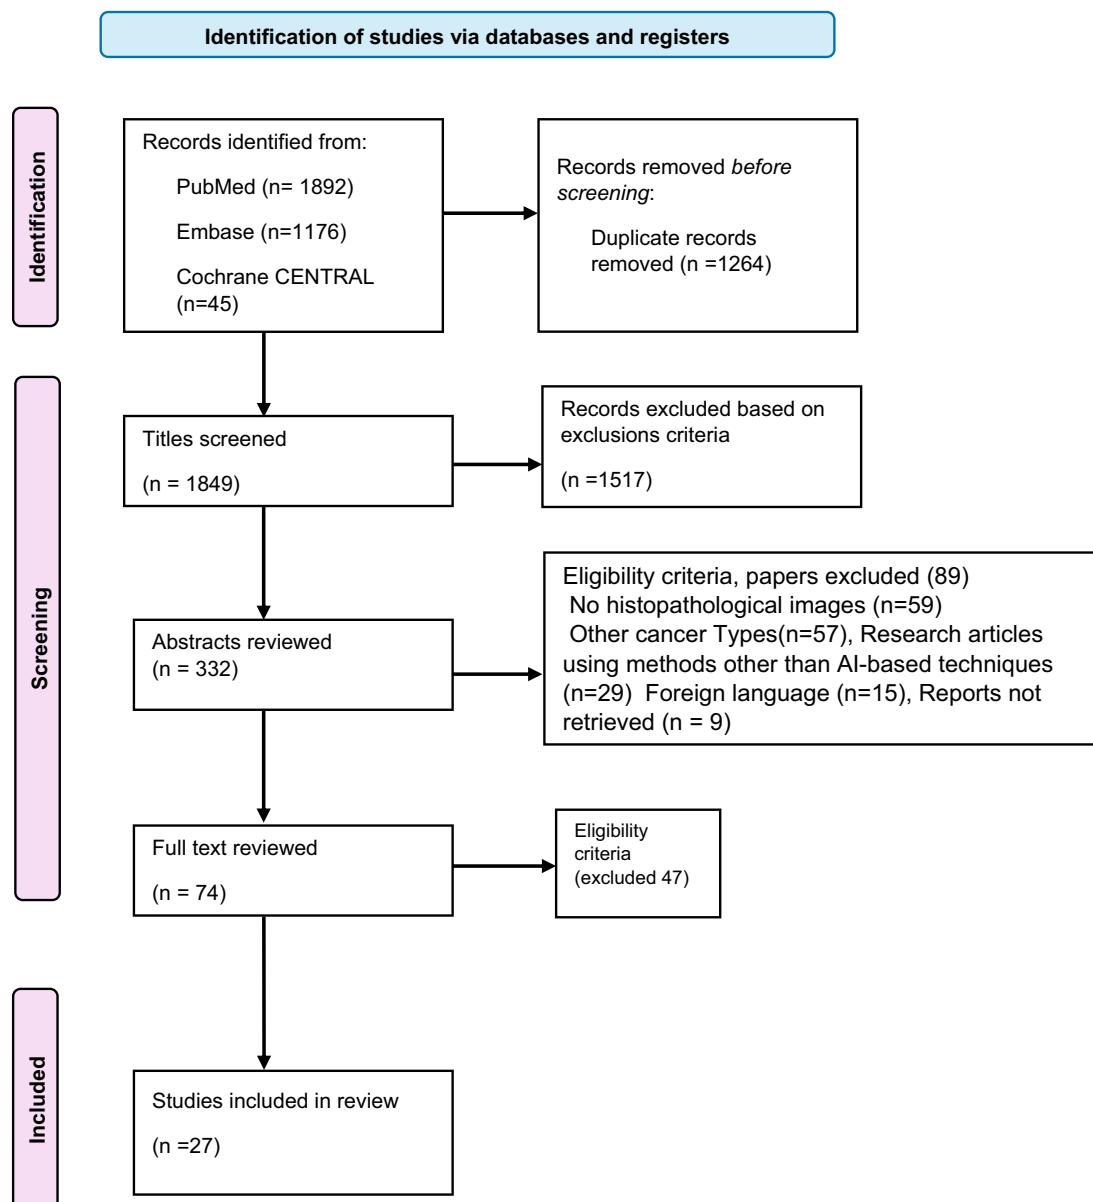 Identification of studies via databases and registers
Identification
Records identified from:
PubMed (n= 1892)
Embase (n=1176)
Cochrane CENTRAL
(n=45)
Records removed before
screening:
Duplicate records
removed (n =1264)
Screening
Titles screened
(n = 1849)
Records excluded based on
exclusions criteria
(n =1517)
Abstracts reviewed
(n = 332)
Eligibility criteria, papers excluded (89)
No histopathological images (n=59)
Other cancer Types(n=57), Research articles
using methods other than AI-based techniques
(n=29)  Foreign language (n=15), Reports not
retrieved (n = 9)
Full text reviewed
(n = 74)
Eligibility
criteria
(excluded 47)
Included
Studies included in review
(n =27)